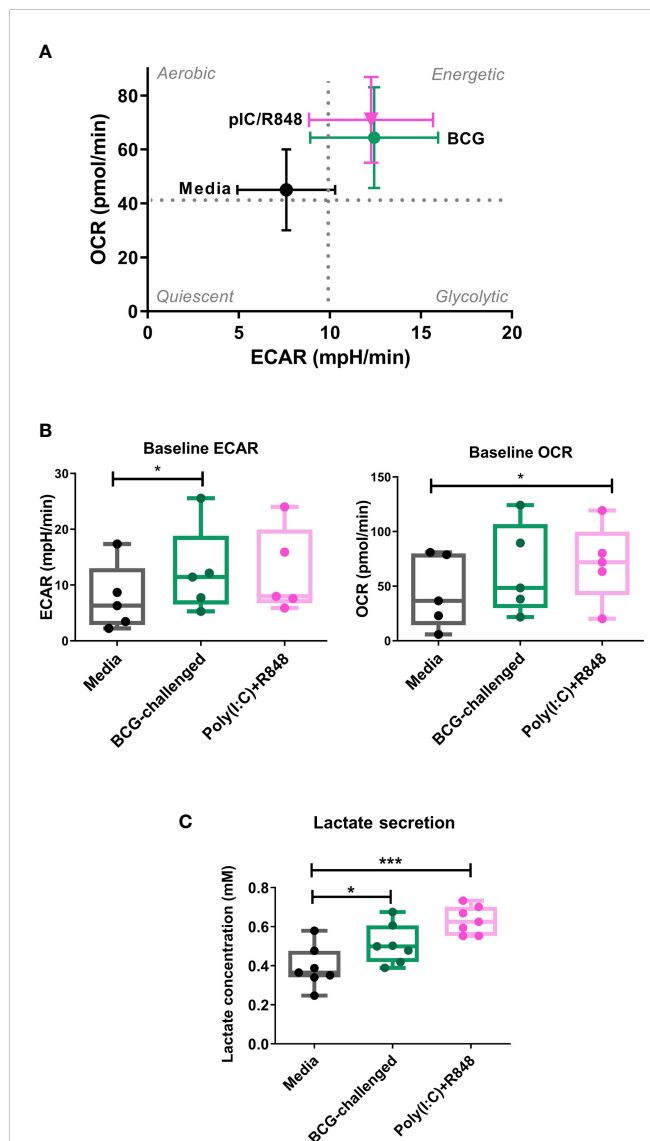 A
Aerobic
Energetic
80
60
40
20
0
OCR (pmol/min)
pIC/R848
BCG
Media
Quiescent
Glycolytic
0
5
10
15
20
ECAR (mpH/min)
B
Baseline ECAR
*
30
20
10
0
ECAR (mpH/min)
Media
BCG-challenged
Poly(I:C)+R848
Baseline OCR
*
150
100
50
0
OCR (pmol/min)
Media
BCG-challenged
Poly(I:C)+R848
C
Lactate secretion
***
*
0.8
0.6
0.4
0.2
0.0
Lactate concentration (mM)
Media
BCG-challenged
Poly(I:C)+R848